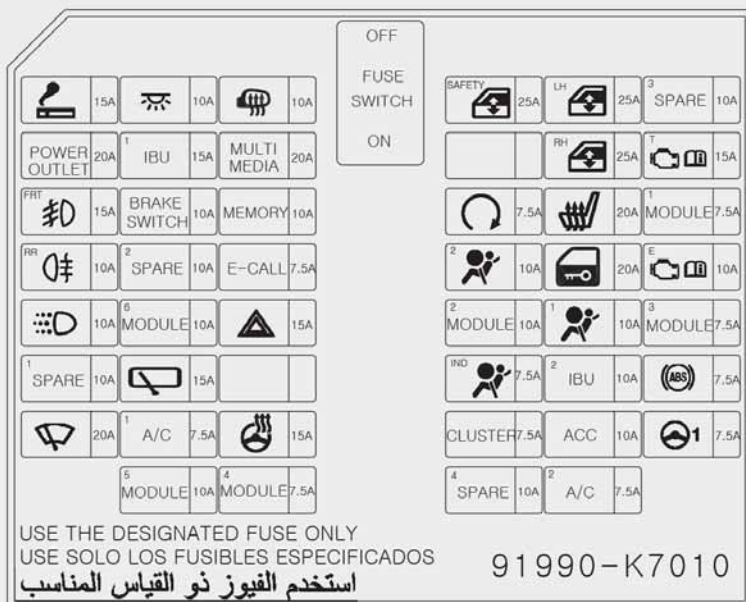 OFF
FUSE
SWITCH
ON
15A 10A 10A
POWER OUTLET 20A 1 IBU 15A MULTI MEDIA 20A
FRT 15A BRAKE SWITCH 10A MEMORY 10A
RR 10A 2 SPARE 10A E-CALL 7.5A
10A 6 MODULE 10A 15A
1 SPARE 10A 15A
20A 1 A/C 7.5A 15A
5 MODULE 10A 4 MODULE 7.5A
SAFETY 25A LH 25A 3 SPARE 10A
RH 25A T 15A
7.5A 20A 1 MODULE 7.5A
2 10A 20A E 10A
2 MODULE 10A 1 10A 3 MODULE 7.5A
IND 7.5A 2 IBU 10A (ABS) 7.5A
CLUSTER 7.5A ACC 10A 1 7.5A
4 SPARE 10A 2 A/C 7.5A
USE THE DESIGNATED FUSE ONLY
USE SOLO LOS FUSIBLES ESPECIFICADOS
استخدم الفيوز ذو القياس المناسب
91990-K7010